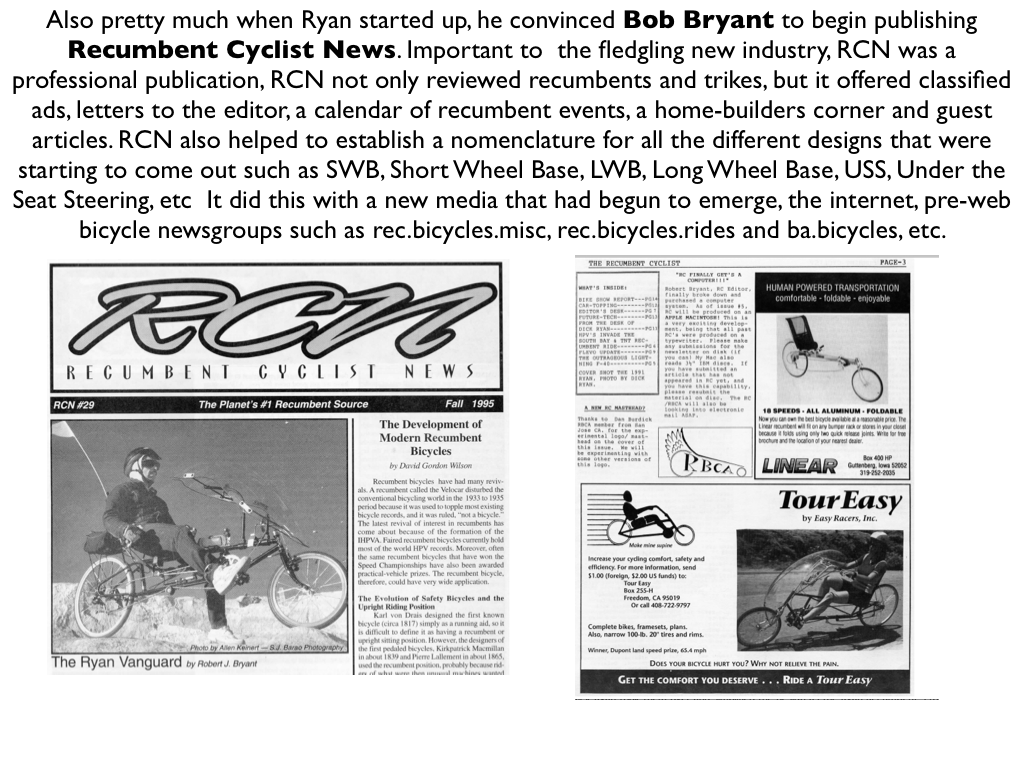 Also pretty much when Ryan started up, he convinced Bob Bryant to begin publishing
Recumbent Cyclist News. Important to  the fledgling new industry, RCN was a
professional publication, RCN not only reviewed recumbents and trikes, but it offered classified
ads, letters to the editor, a calendar of recumbent events, a home-builders corner and guest
articles. RCN also helped to establish a nomenclature for all the different designs that were
starting to come out such as SWB, Short Wheel Base, LWB, Long Wheel Base, USS, Under the
Seat Steering, etc  It did this with a new media that had begun to emerge, the internet, pre-web
bicycle newsgroups such as rec.bicycles.misc, rec.bicycles.rides and ba.bicycles, etc.
RCN
RECUMBENT CYCLIST NEWS
RCN #29 The Planet's #1 Recumbent Source Fall 1995
The Development of
Modern Recumbent
Bicycles
by David Gordon Wilson
Recumbent bicycles have had many reviv-
als. A recumbent called the Velocar disturbed the
conventional bicycling world in the 1933 to 1935
period because it was used to topple most existing
bicycle records, and it was ruled, "not a bicycle."
The latest revival of interest in recumbents has
come about because of the formation of the
IHPVA. Faired recumbent bicycles currently hold
most of the world HPV records. Moreover, often
the same recumbent bicycles that have won the
Speed Championships have also been awarded
practical-vehicle prizes. The recumbent bicycle,
therefore, could have very wide application.
The Evolution of Safety Bicycles and the
Upright Riding Position
Karl von Drais designed the first known
bicycle (circa 1817) simply as a running aid, so it
is difficult to define it as having a recumbent or
upright sitting position. However, the designers of
the first pedaled bicycles, Kirkpatrick Macmillan
in about 1839 and Pierre Lallement in about 1865,
used the recumbent position, probably because rid-
ers of what were then unusual machines wanted
Photo by Allen Keinert — S.J. Barao Photography
The Ryan Vanguard by Robert J. Bryant
THE RECUMBENT CYCLIST PAGE-3
WHAT'S INSIDE:
BIKE SHOW REPORT---PG14
CAR-TOPPING--------PG12
EDITOR'S DESK------PG 7
FUTURE-TECH--------PG13
FROM THE DESK OF
DICK RYAN----------PG11
HPV'S INVADE THE
SOUTH BAY & TNT REC-
UMBENT RIDE--------PG6
FLEVO UPDATE-------PG9
THE OUTRAGEOUS LIGHT-
NING F-40----------PG5
COVER SHOT THE 1991
RYAN, PHOTO BY DICK
RYAN.
A NEW RC MASTHEAD?
Thanks to Dan Burdick
RBCA member from San
Jose CA. for the exp-
erimental logo/ mast-
head on the cover of
this issue. We will
be experimenting with
some other versions of
this logo.
"RC FINALLY GET'S A
COMPUTER!!!"
Robert Bryant, RC Editor,
finally broke down and
purchased a computer
system. As of issue #5,
RC will be produced on an
APPLE MACINTOSH! This is
a very exciting develop-
ment, being that all past
RC's were produced on a
typewriter. Please make
any submissions for the
newsletter on disk (if
you can) My Mac also
reads 3½" IBM discs. If
you have submitted an
article that has not
appeared in RC yet, and
you have this capability,
please resubmit the
material on disc. The RC
/RBCA will also be
looking into electronic
mail ASAP.
RBCA
HUMAN POWERED TRANSPORTATION
comfortable - foldable - enjoyable
18 SPEEDS - ALL ALUMINUM - FOLDABLE
Now you can own the best bicycle available at a reasonable price. The
Linear recumbent will fit on any bumper rack or stores in your closet
because it folds using only two quick release joints. Write for free
brochure and the location of your nearest dealer.
LINEAR
Box 400 HP
Guttenberg, Iowa 52052
319-252-2035
Make mine supine
Tour Easy
by Easy Racers, Inc.
Increase your cycling comfort, safety and
efficiency. For more information, send
$1.00 (foreign, $2.00 US funds) to:
Tour Easy
Box 255-H
Freedom, CA 95019
Or call 408-722-9797
Complete bikes, framesets, plans.
Also, narrow 100-lb. 20" tires and rims.
Winner, Dupont land speed prize, 65.4 mph
DOES YOUR BICYCLE HURT YOU? WHY NOT RELIEVE THE PAIN.
GET THE COMFORT YOU DESERVE . . . RIDE A Tour Easy